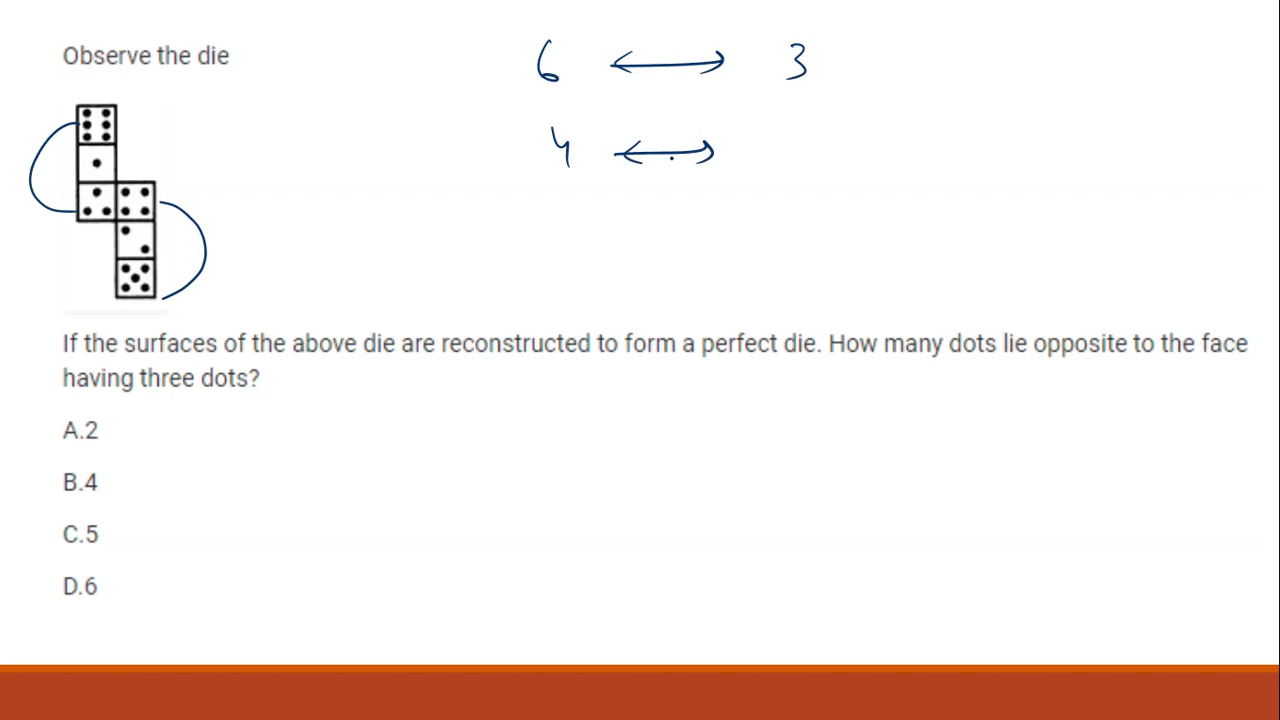 Observe the die
6 ⟷ 3
4 ⟷
If the surfaces of the above die are reconstructed to form a perfect die. How many dots lie opposite to the face
having three dots?
A.2
B.4
C.5
D.6